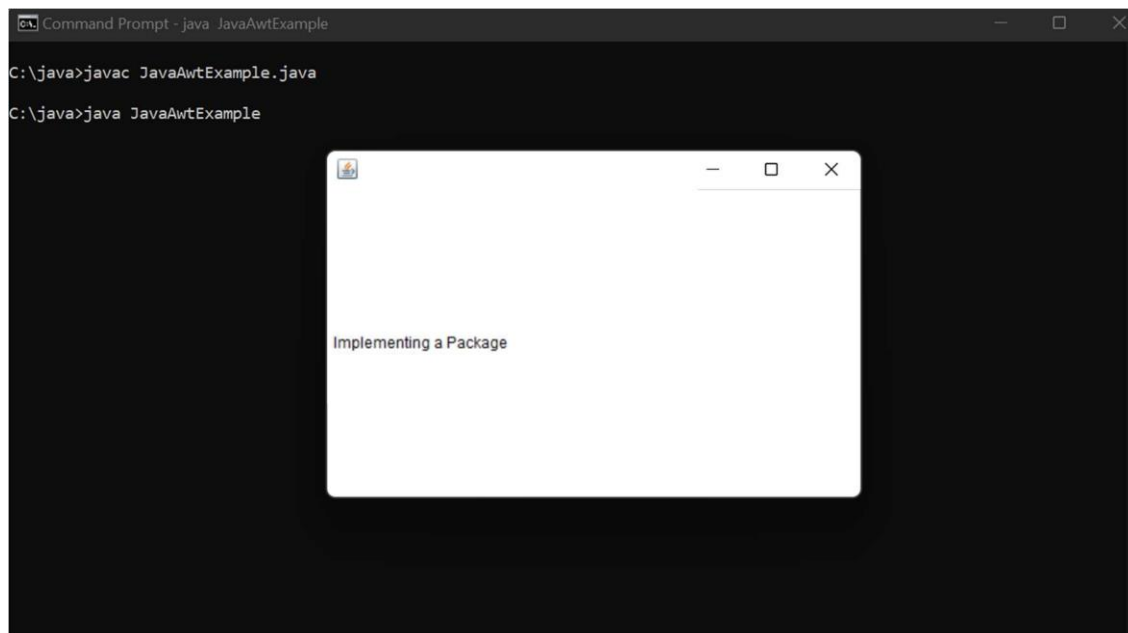 Command Prompt - java JavaAwtExample
C:\java>javac JavaAwtExample.java
C:\java>java JavaAwtExample
Implementing a Package